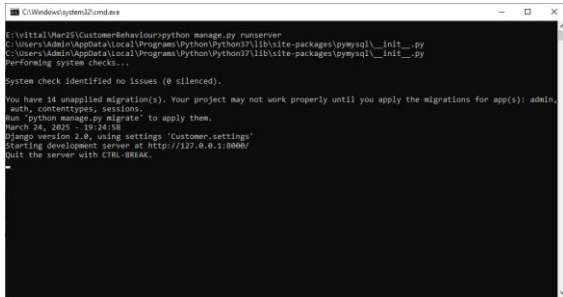 C:\Windows\system32\cmd.exe
E:\vittal\Mar25\CustomerBehaviour>python manage.py runserver
C:\Users\Admin\AppData\Local\Programs\Python\Python37\lib\site-packages\pymysql\__init__.py
C:\Users\Admin\AppData\Local\Programs\Python\Python37\lib\site-packages\pymysql\__init__.py
Performing system checks...
System check identified no issues (0 silenced).
You have 14 unapplied migration(s). Your project may not work properly until you apply the migrations for app(s): admin,
auth, contenttypes, sessions.
Run 'python manage.py migrate' to apply them.
March 24, 2025 - 19:24:58
Django version 2.0, using settings 'Customer.settings'
Starting development server at http://127.0.0.1:8000/
Quit the server with CTRL-BREAK.